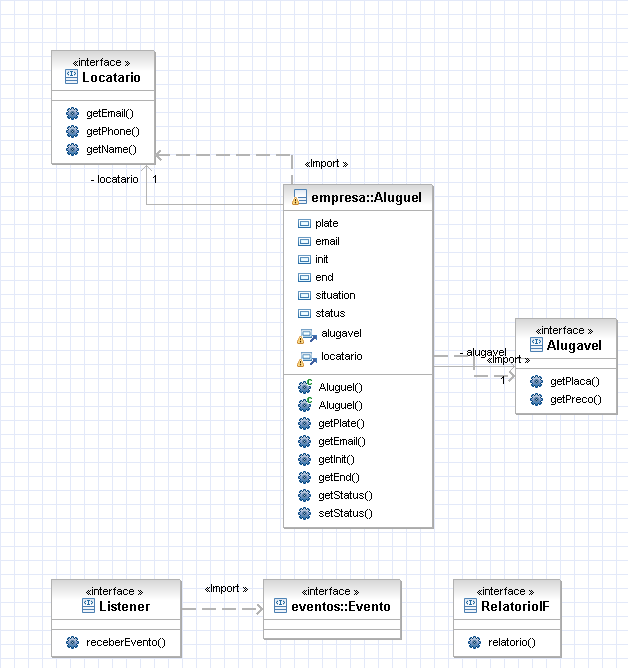 «interface »
Locatario
getEmail()
getPhone()
getName()
«Import »
- locatario
1
empresa::Aluguel
plate
email
init
end
situation
status
alugavel
locatario
Aluguel()
Aluguel()
getPlate()
getEmail()
getInit()
getEnd()
getStatus()
setStatus()
- alugavel
«Import »
1
«interface »
Alugavel
getPlaca()
getPreco()
«interface »
Listener
receberEvento()
«Import »
«interface »
eventos::Evento
«interface »
RelatorioIF
relatorio()